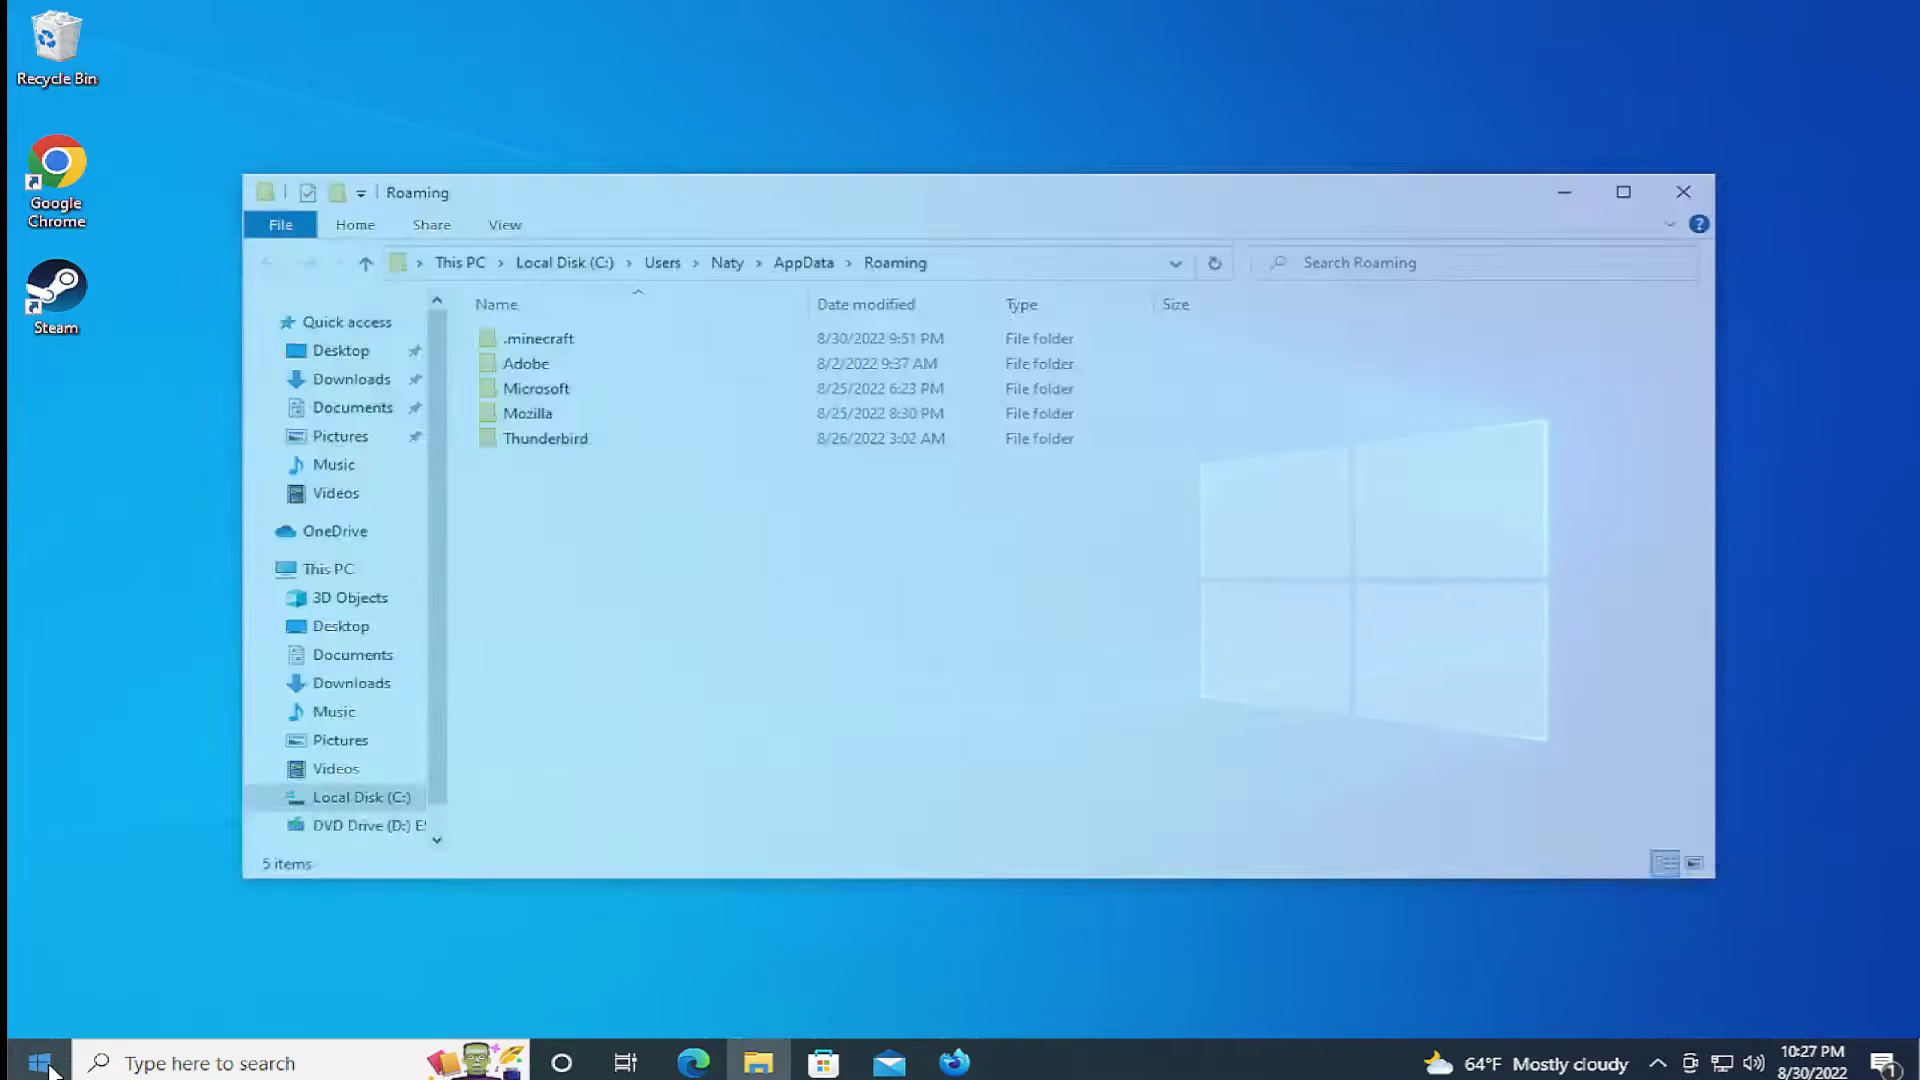 Recycle Bin
Google
Chrome
Steam
Roaming
File Home Share View
This PC Local Disk (C:) Users Naty AppData Roaming
Search Roaming
Name Date modified Type Size
.minecraft 8/30/2022 9:51 PM File folder
Adobe 8/2/2022 9:37 AM File folder
Microsoft 8/25/2022 6:23 PM File folder
Mozilla 8/25/2022 8:30 PM File folder
Thunderbird 8/26/2022 3:02 AM File folder
Quick access
Desktop
Downloads
Documents
Pictures
Music
Videos
OneDrive
This PC
3D Objects
Desktop
Documents
Downloads
Music
Pictures
Videos
Local Disk (C:)
DVD Drive (D:)
5 items
Type here to search
64°F Mostly cloudy
10:27 PM
8/30/2022
1